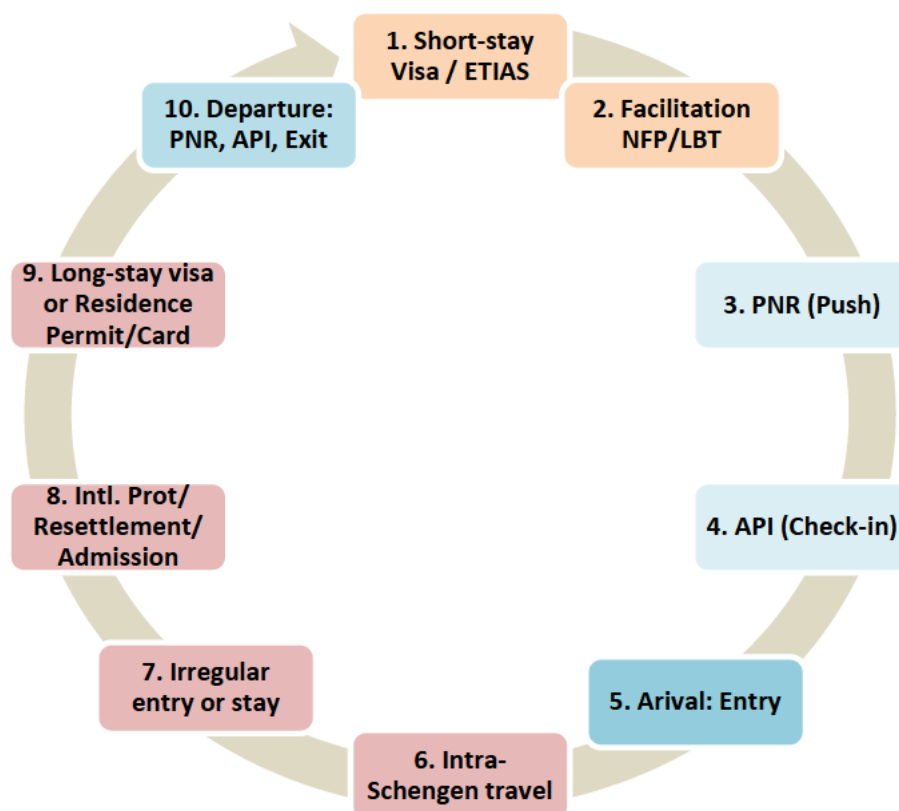 1. Short-stay
Visa / ETIAS
2. Facilitation
NFP/LBT
3. PNR (Push)
4. API (Check-in)
5. Arival: Entry
6. Intra-
Schengen travel
7. Irregular
entry or stay
8. Intl. Prot/
Resettlement/
Admission
9. Long-stay visa
or Residence
Permit/Card
10. Departure:
PNR, API, Exit